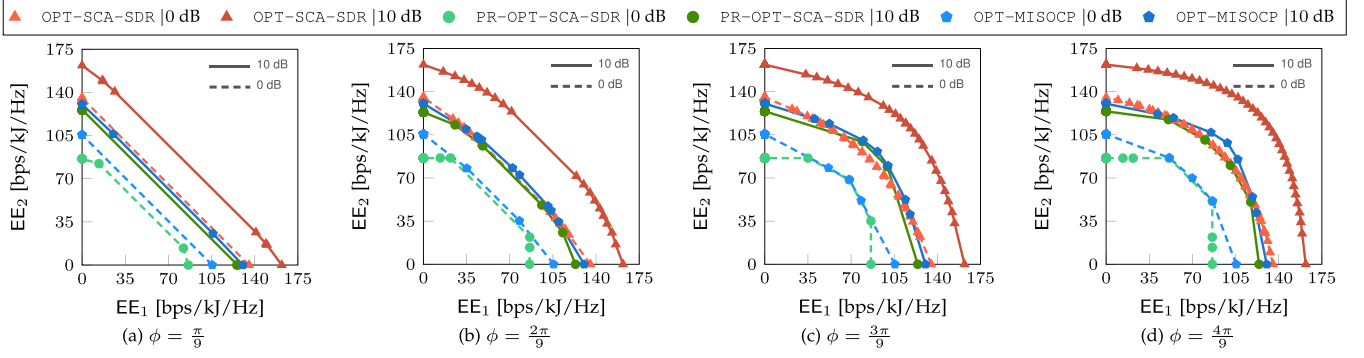 OPT-SCA-SDR |0 dB OPT-SCA-SDR |10 dB PR-OPT-SCA-SDR |0 dB PR-OPT-SCA-SDR |10 dB OPT-MISOCP |0 dB OPT-MISOCP |10 dB
EE₂ [bps/kJ/Hz]
175
140
105
70
35
0
10 dB
0 dB
0 35 70 105 140 175
EE₁ [bps/kJ/Hz]
(a) ϕ = π/9
EE₂ [bps/kJ/Hz]
175
140
105
70
35
0
10 dB
0 dB
0 35 70 105 140 175
EE₁ [bps/kJ/Hz]
(b) ϕ = 2π/9
EE₂ [bps/kJ/Hz]
175
140
105
70
35
0
10 dB
0 dB
0 35 70 105 140 175
EE₁ [bps/kJ/Hz]
(c) ϕ = 3π/9
EE₂ [bps/kJ/Hz]
175
140
105
70
35
0
10 dB
0 dB
0 35 70 105 140 175
EE₁ [bps/kJ/Hz]
(d) ϕ = 4π/9